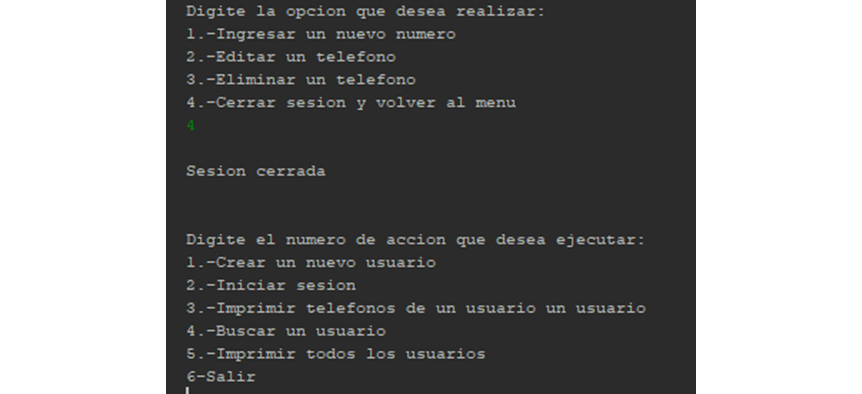 Digite la opcion que desea realizar:
1.-Ingresar un nuevo numero
2.-Editar un telefono
3.-Eliminar un telefono
4.-Cerrar sesion y volver al menu
4
Sesion cerrada
Digite el numero de accion que desea ejecutar:
1.-Crear un nuevo usuario
2.-Iniciar sesion
3.-Imprimir telefonos de un usuario un usuario
4.-Buscar un usuario
5.-Imprimir todos los usuarios
6-Salir